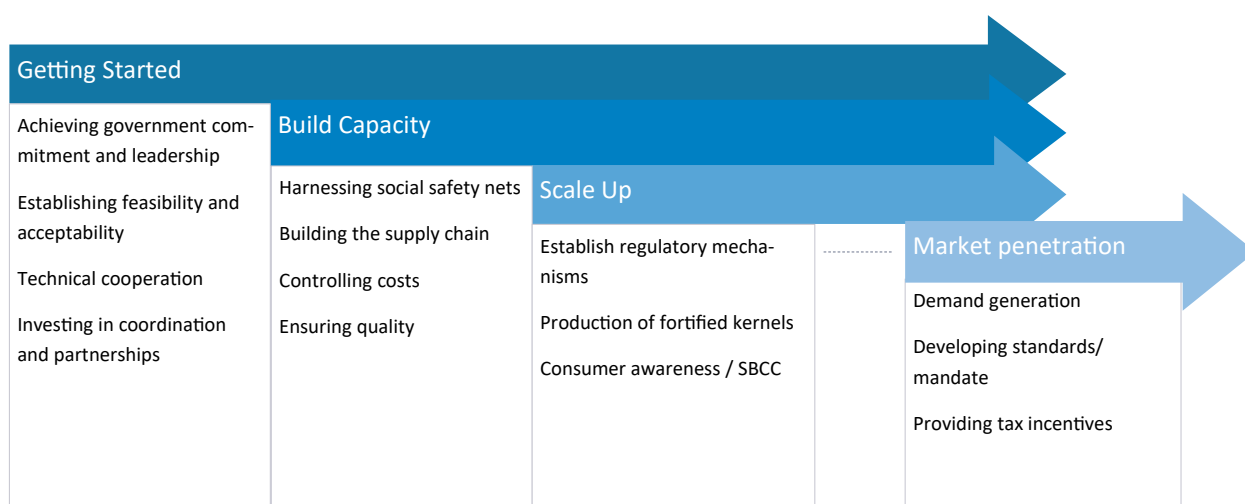 Getting Started
Achieving government com-
mitment and leadership
Establishing feasibility and
acceptability
Technical cooperation
Investing in coordination
and partnerships
Build Capacity
Harnessing social safety nets
Building the supply chain
Controlling costs
Ensuring quality
Scale Up
Establish regulatory mecha-
nisms
Production of fortified kernels
Consumer awareness / SBCC
Market penetration
Demand generation
Developing standards/
mandate
Providing tax incentives